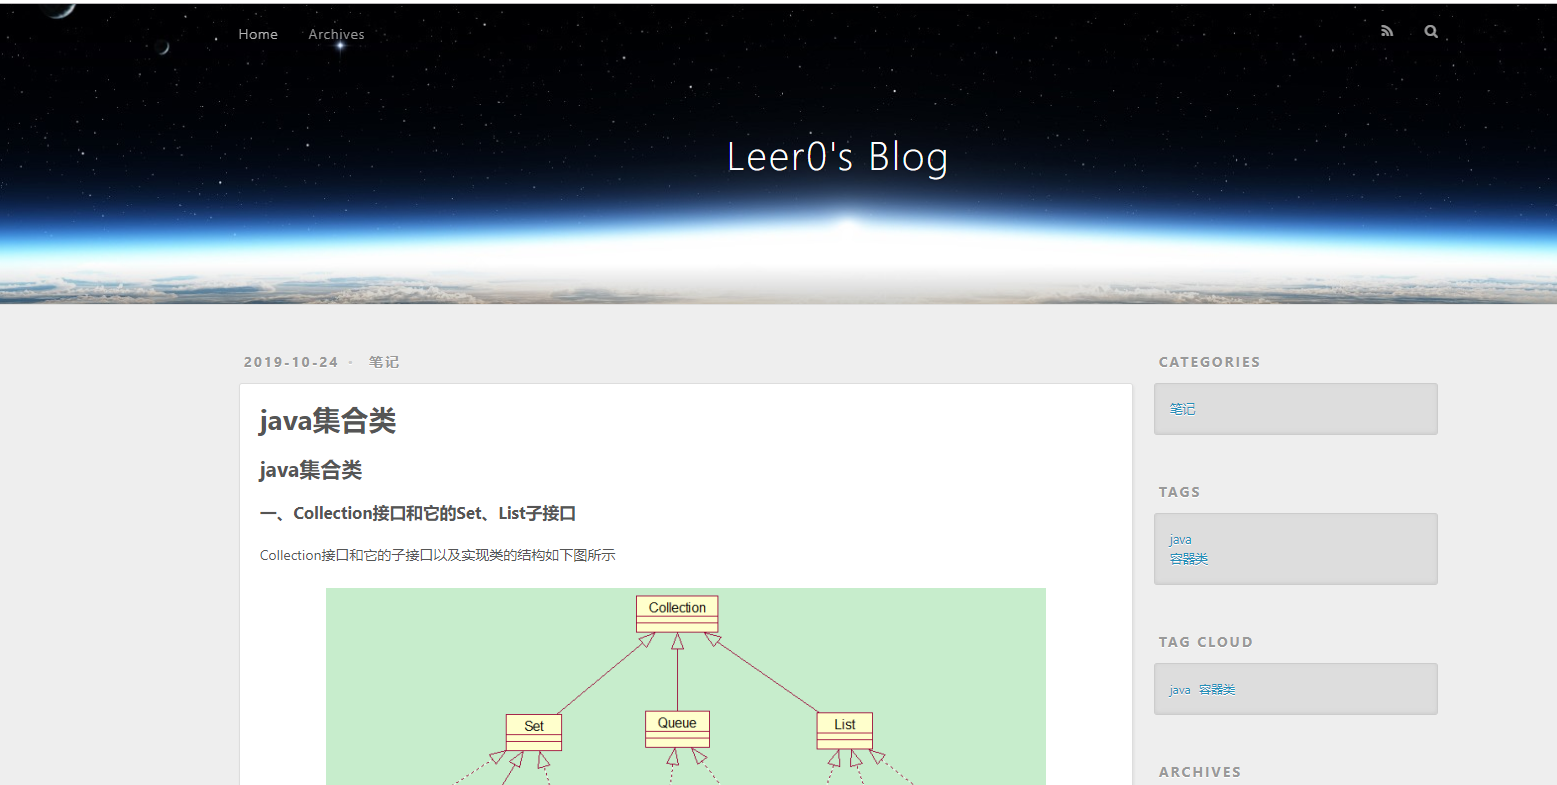 Home Archives
Leer0's Blog
2019-10-24 · 笔记
java集合类
java集合类
一、Collection接口和它的Set、List子接口
Collection接口和它的子接口以及实现类的结构如下图所示
Collection
Set
Queue
List
CATEGORIES
笔记
TAGS
java
容器类
TAG CLOUD
java 容器类
ARCHIVES